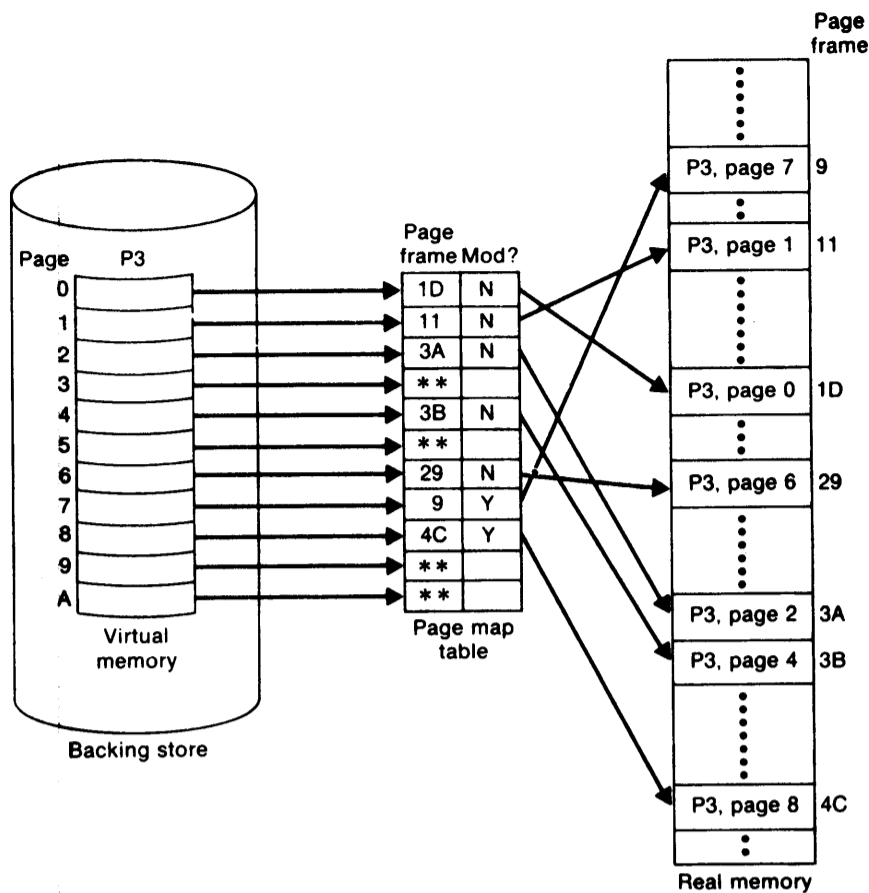 Page
frame
P3, page 7 9
P3, page 1 11
P3, page 0 1D
P3, page 6 29
P3, page 2 3A
P3, page 4 3B
P3, page 8 4C
Real memory
Page P3
0
1
2
3
4
5
6
7
8
9
A
Virtual
memory
Backing store
Page
frame Mod?
1D N
11 N
3A N
**
3B N
**
29 N
9 Y
4C Y
**
**
Page map
table